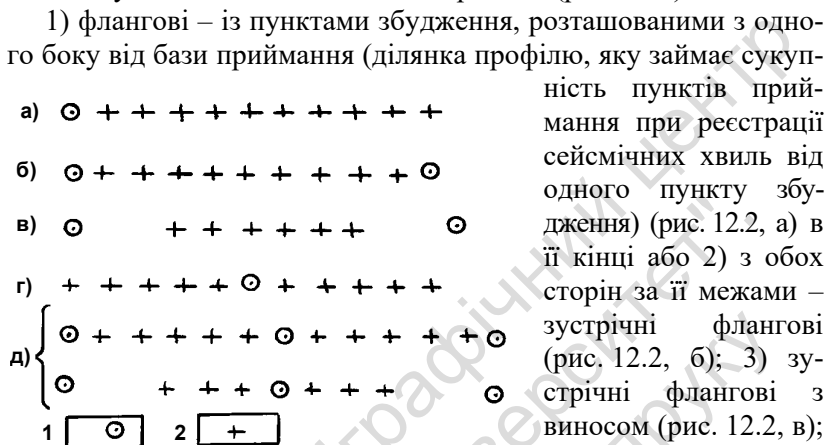 1) флангові – із пунктами збудження, розташованими з одно-
го боку від бази приймання (ділянка профілю, яку займає сукуп-
ність пунктів прий-
мання при реєстрації
сейсмічних хвиль від
одного пункту збу-
дження) (рис. 12.2, а) в
її кінці або 2) з обох
сторін за її межами –
зустрічні флангові
(рис. 12.2, б); 3) зу-
стрічні флангові з
виносом (рис. 12.2, в);
а)
б)
в)
г)
д)
1 2